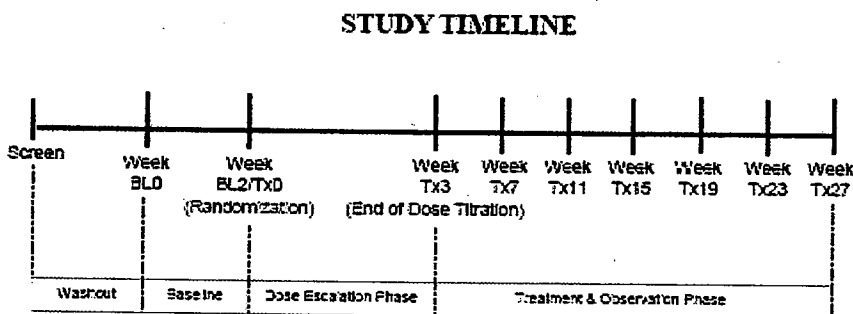 STUDY TIMELINE
Screen
Week BL0
Week BL2/Tx0
(Randomization)
Week Tx3
(End of Dose Titration)
Week Tx7
Week Tx11
Week Tx15
Week Tx19
Week Tx23
Week Tx27
Washout
Baseline
Dose Escalation Phase
Treatment & Observation Phase